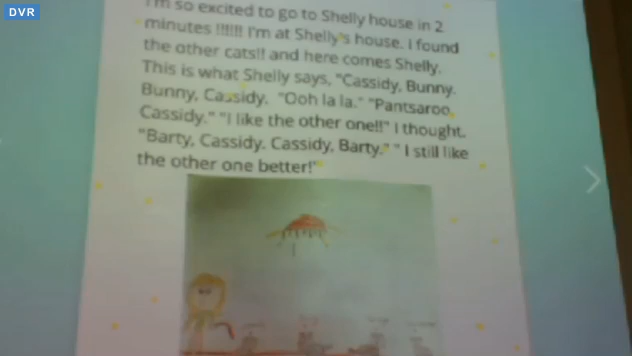 DVR
I'm so excited to go to Shelly house in 2
minutes !!!!!! I'm at Shelly's house. I found
the other cats!! and here comes Shelly.
This is what Shelly says, "Cassidy, Bunny.
Bunny, Cassidy. "Ooh la la." "Pantsaroo,
Cassidy." "I like the other one!!" I thought.
"Barty, Cassidy. Cassidy, Barty." " I still like
the other one better!"